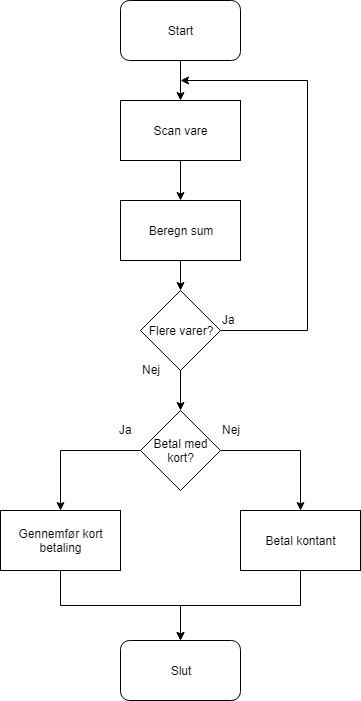 Start
Scan vare
Beregn sum
Flere varer?
Ja
Nej
Ja
Betal med
kort?
Nej
Gennemfør kort
betaling
Betal kontant
Slut